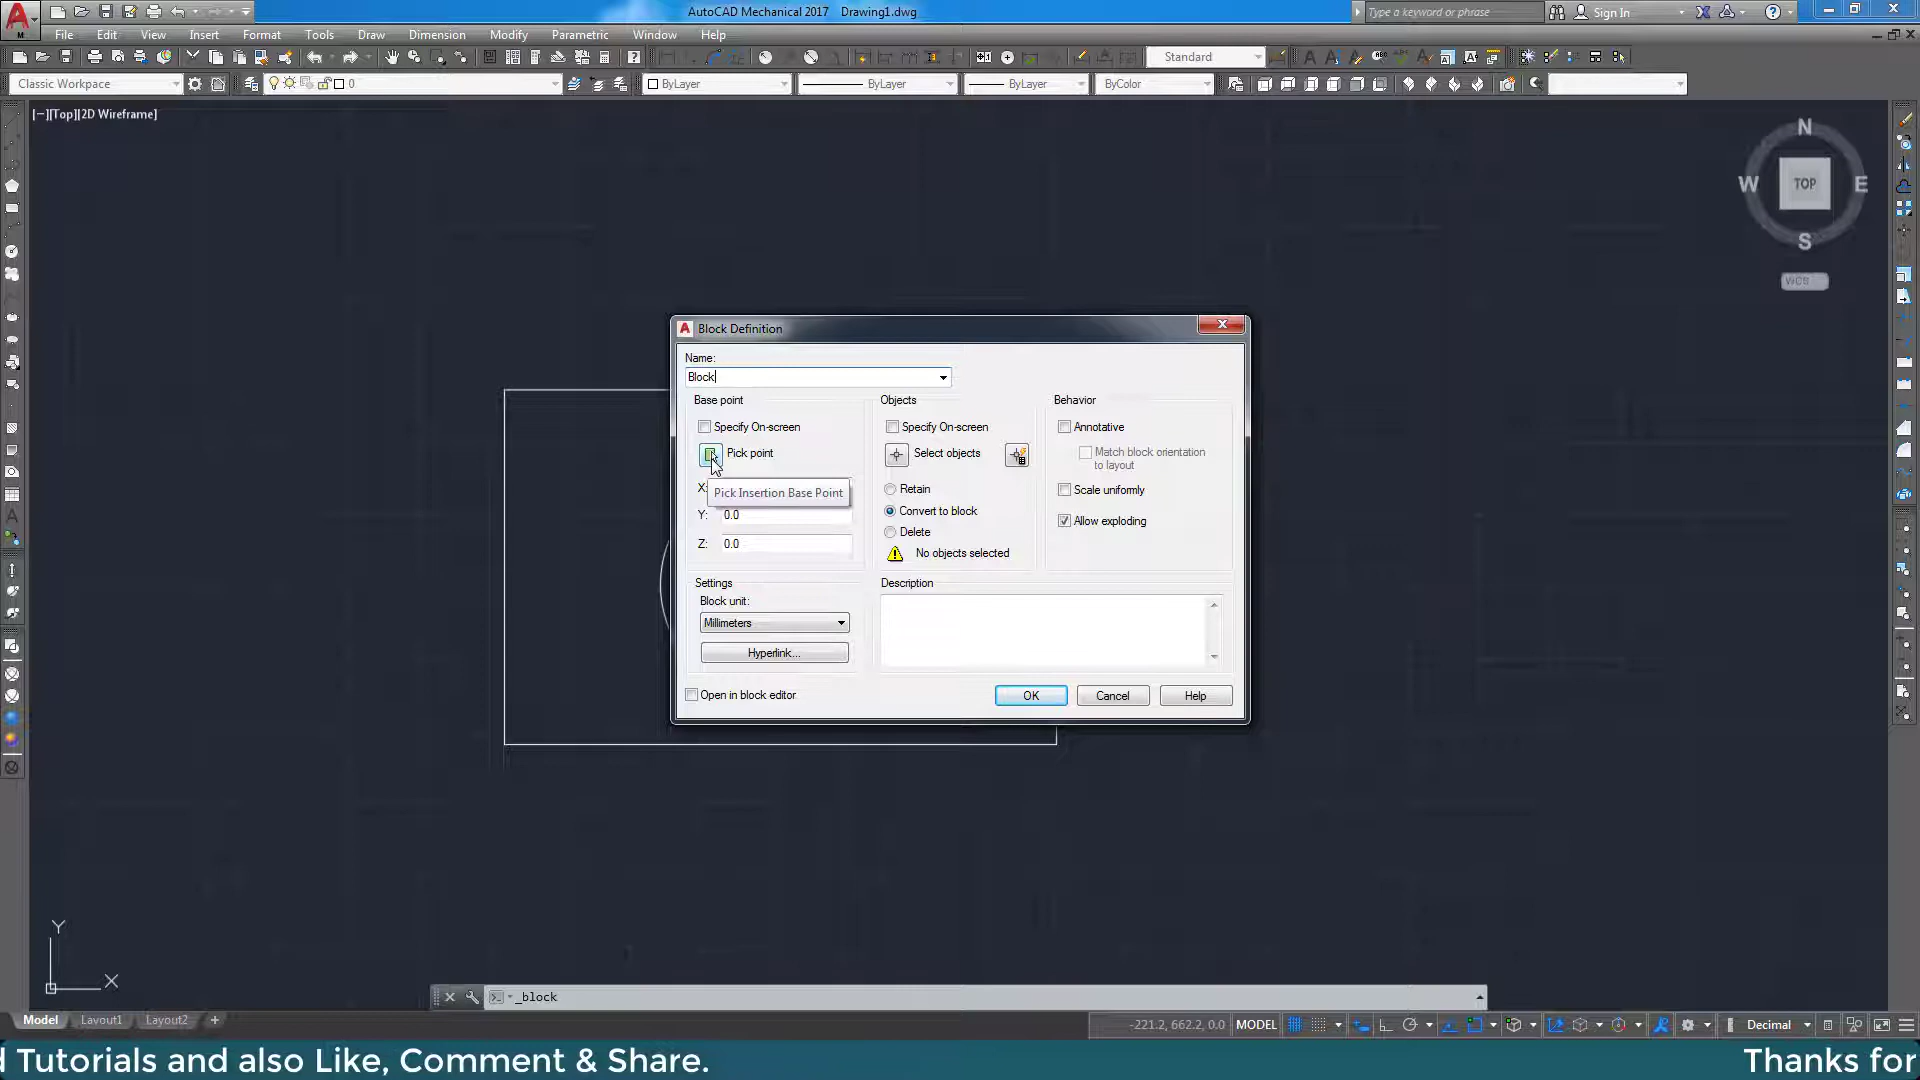 AutoCAD Mechanical 2017 Drawing1.dwg
Type a keyword or phrase
Sign In
M
File Edit View Insert Format Tools Draw Dimension Modify Parametric Window Help
Standard
Classic Workspace
0
ByLayer
ByLayer
ByLayer
ByColor
[−][Top][2D Wireframe]
N
W TOP E
S
WCS
Block Definition
Name:
Block
Base point
Objects
Behavior
Specify On-screen
Specify On-screen
Annotative
Pick point
Select objects
Match block orientation
to layout
Pick Insertion Base Point
X:
Y: 0.0
Z: 0.0
Retain
Convert to block
Delete
No objects selected
Scale uniformly
Allow exploding
Settings
Block unit:
Millimeters
Hyperlink...
Description
Open in block editor
OK
Cancel
Help
Y
X
_block
Model Layout1 Layout2 +
-221.2, 662.2, 0.0 MODEL
Decimal
d Tutorials and also Like, Comment & Share.
Thanks for